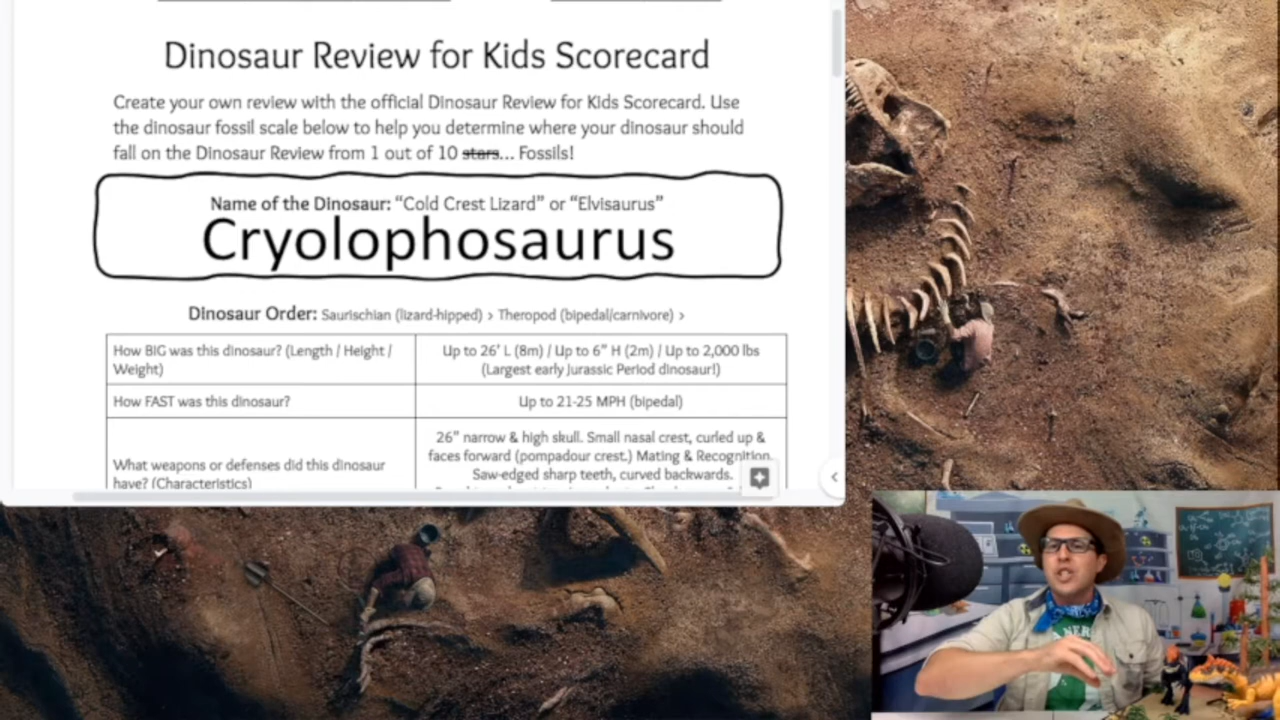 Dinosaur Review for Kids Scorecard
Create your own review with the official Dinosaur Review for Kids Scorecard. Use
the dinosaur fossil scale below to help you determine where your dinosaur should
fall on the Dinosaur Review from 1 out of 10 stars... Fossils!
Name of the Dinosaur: “Cold Crest Lizard” or “Elvisaurus”
Cryolophosaurus
Dinosaur Order: Saurischian (lizard-hipped) > Theropod (bipedal/carnivore) >
How BIG was this dinosaur? (Length / Height /
Weight)
Up to 26’ L (8m) / Up to 6” H (2m) / Up to 2,000 lbs
(Largest early Jurassic Period dinosaur!)
How FAST was this dinosaur?
Up to 21-25 MPH (bipedal)
What weapons or defenses did this dinosaur
have? (Characteristics)
26” narrow & high skull. Small nasal crest, curled up &
faces forward (pompadour crest.) Mating & Recognition.
Saw-edged sharp teeth, curved backwards.